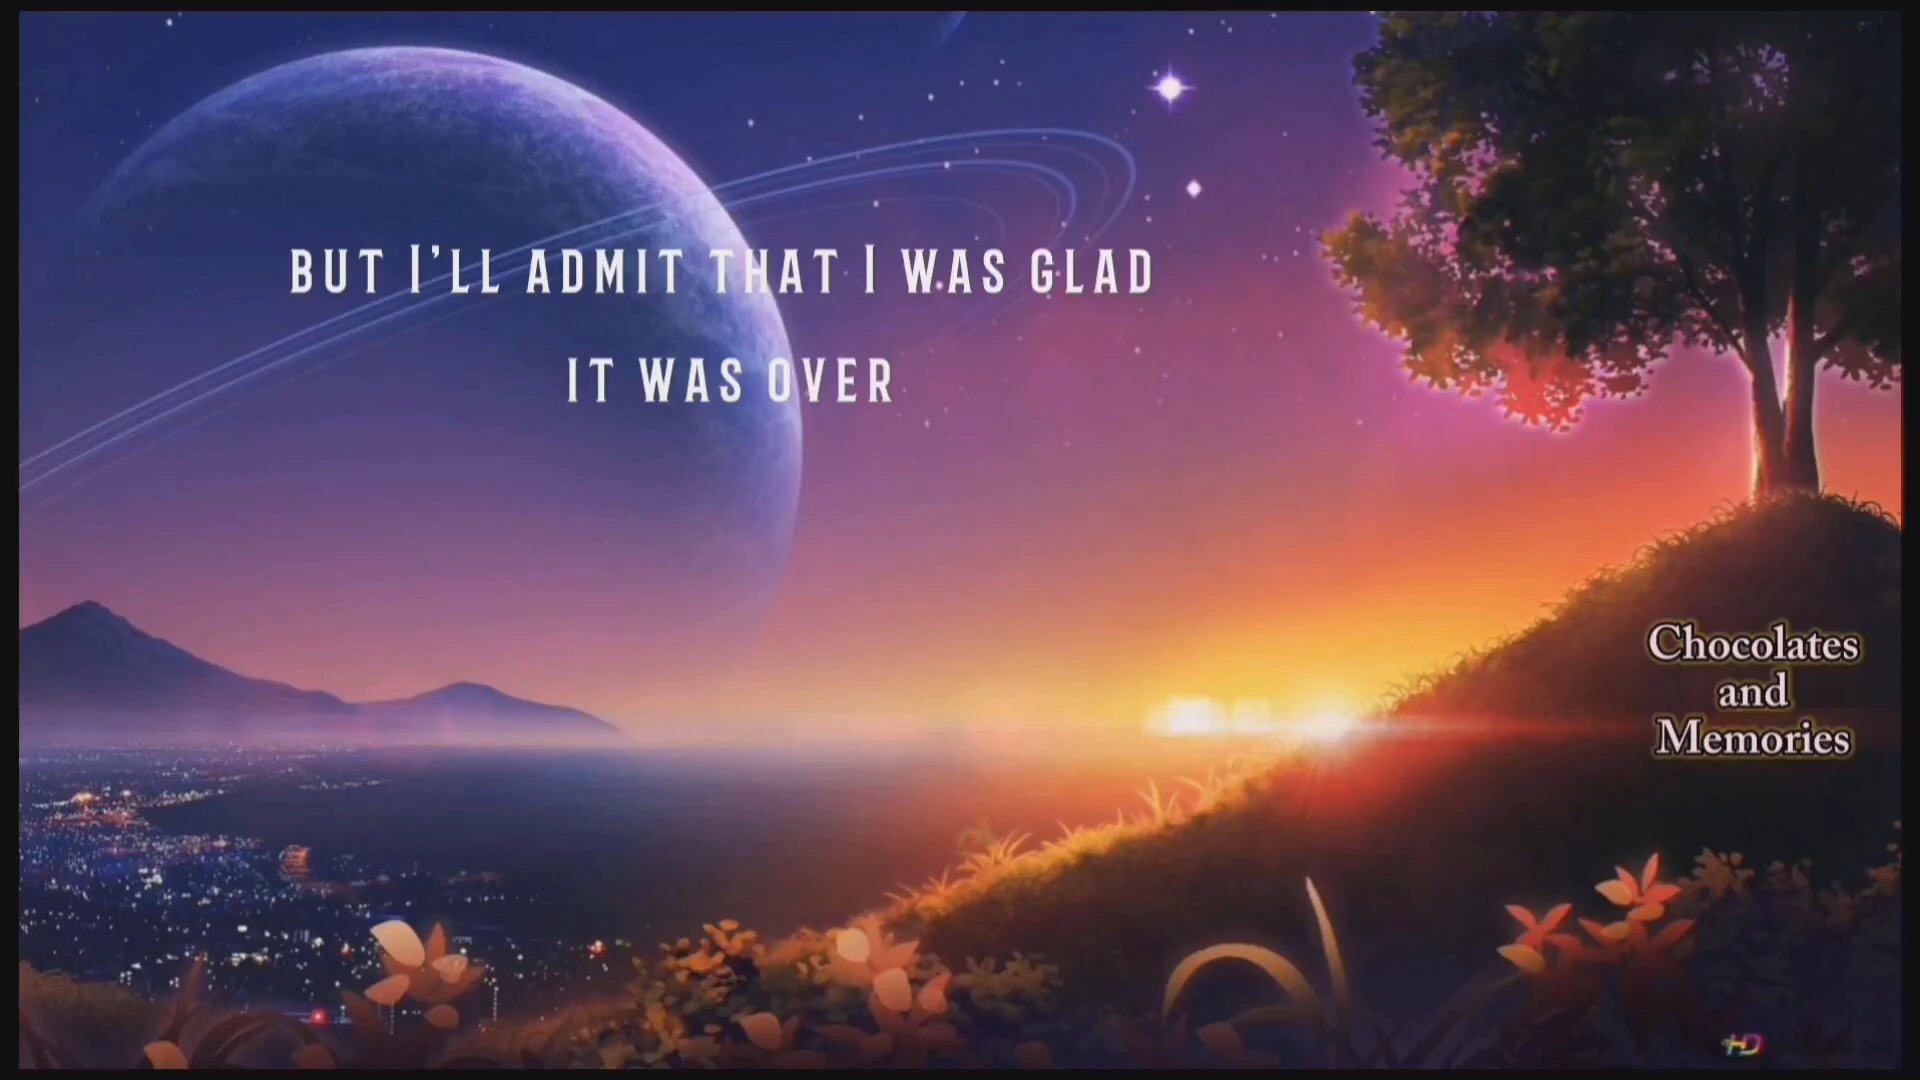 BUT I'LL ADMIT THAT I WAS GLAD
IT WAS OVER
Chocolates
and
Memories
HD